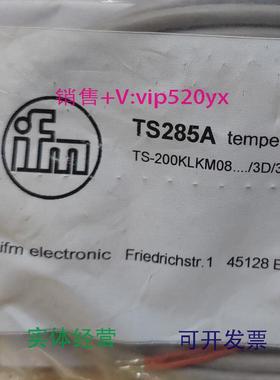 销售+V:vip520yx
ifm
TS285A tempe
TS-200KLKM08..../3D/3
ifm electronic Friedrichstr.1 45128 E
实体经营 可开发票